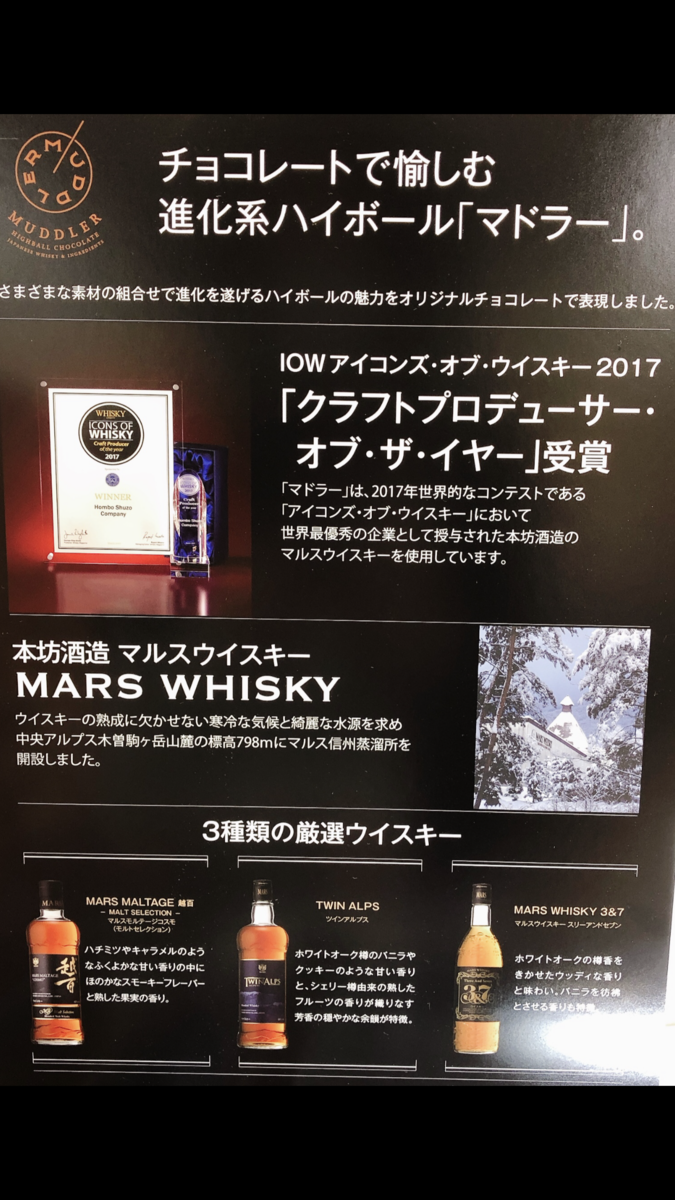 MUDDLER
MUDDLER
HIGHBALL CHOCOLATE
JAPANESE WHISKY & INGREDIENTS
チョコレートで愉しむ
進化系ハイボール「マドラー」。
さまざまな素材の組合せで進化を遂げるハイボールの魅力をオリジナルチョコレートで表現しました。
IOWアイコンズ・オブ・ウイスキー2017
「クラフトプロデューサー・
オブ・ザ・イヤー」受賞
「マドラー」は、2017年世界的なコンテストである
「アイコンズ・オブ・ウイスキー」において
世界最優秀の企業として授与された本坊酒造の
マルスウイスキーを使用しています。
WHISKY
ICONS OF
WHISKY
Craft Producer
of the year
2017
WINNER
Hombo Shuzo
Company
本坊酒造 マルスウイスキー
MARS WHISKY
ウイスキーの熟成に欠かせない寒冷な気候と綺麗な水源を求め
中央アルプス木曽駒ヶ岳山麓の標高798mにマルス信州蒸溜所を
開設しました。
3種類の厳選ウイスキー
MARS MALTAGE 越百
– MALT SELECTION –
マルスモルテージコスモ
(モルトセレクション)
ハチミツやキャラメルのよう
なふくよかな甘い香りの中に
ほのかなスモーキーフレーバー
と熟した果実の香り。
MARS MALTAGE
越百
TWIN ALPS
ツインアルプス
ホワイトオーク樽のバニラや
クッキーのような甘い香り
と、シェリー樽由来の熟した
フルーツの香りが織りなす
芳香の穏やかな余韻が特徴。
TWIN ALPS
MARS WHISKY 3&7
マルスウイスキー スリーアンドセブン
ホワイトオークの樽香を
きかせたウッディな香り
と味わい、バニラを彷彿
とさせる香りも特徴。
3&7